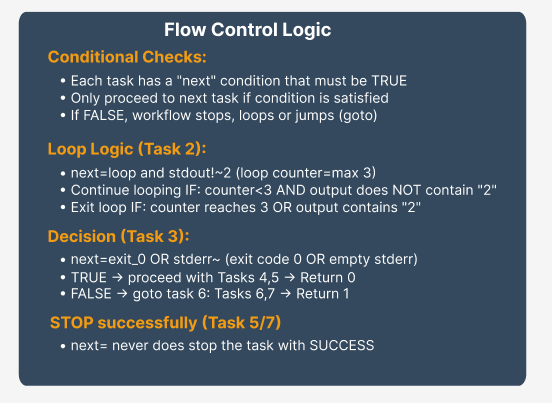 Flow Control Logic
Conditional Checks:
• Each task has a "next" condition that must be TRUE
• Only proceed to next task if condition is satisfied
• If FALSE, workflow stops, loops or jumps (goto)
Loop Logic (Task 2):
• next=loop and stdout!~2 (loop counter=max 3)
• Continue looping IF: counter<3 AND output does NOT contain "2"
• Exit loop IF: counter reaches 3 OR output contains "2"
Decision (Task 3):
• next=exit_0 OR stderr~ (exit code 0 OR empty stderr)
• TRUE → proceed with Tasks 4,5 → Return 0
• FALSE → goto task 6: Tasks 6,7 → Return 1
STOP successfully (Task 5/7)
• next= never does stop the task with SUCCESS